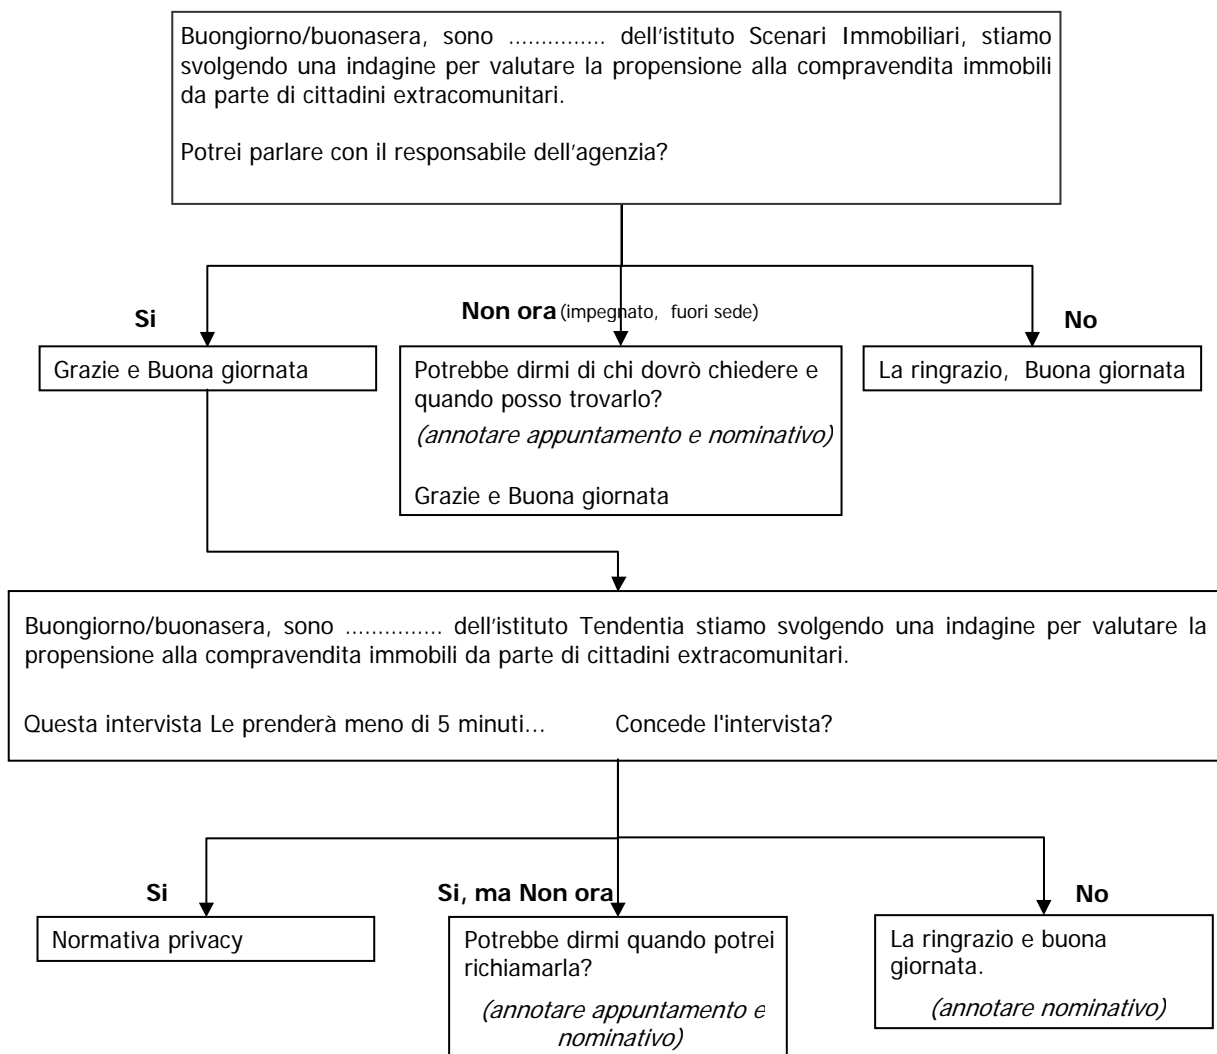 Buongiorno/buonasera, sono ............... dell'istituto Scenari Immobiliari, stiamo
svolgendo una indagine per valutare la propensione alla compravendita immobili
da parte di cittadini extracomunitari.
Potrei parlare con il responsabile dell'agenzia?
Si
Non ora (impegnato, fuori sede)
No
Grazie e Buona giornata
Potrebbe dirmi di chi dovrò chiedere e
quando posso trovarlo?
(annotare appuntamento e nominativo)
Grazie e Buona giornata
La ringrazio, Buona giornata
Buongiorno/buonasera, sono ............... dell'istituto Tendentia stiamo svolgendo una indagine per valutare la
propensione alla compravendita immobili da parte di cittadini extracomunitari.
Questa intervista Le prenderà meno di 5 minuti... Concede l'intervista?
Si
Si, ma Non ora
No
Normativa privacy
Potrebbe dirmi quando potrei
richiamarla?
(annotare appuntamento e
nominativo)
La ringrazio e buona
giornata.
(annotare nominativo)